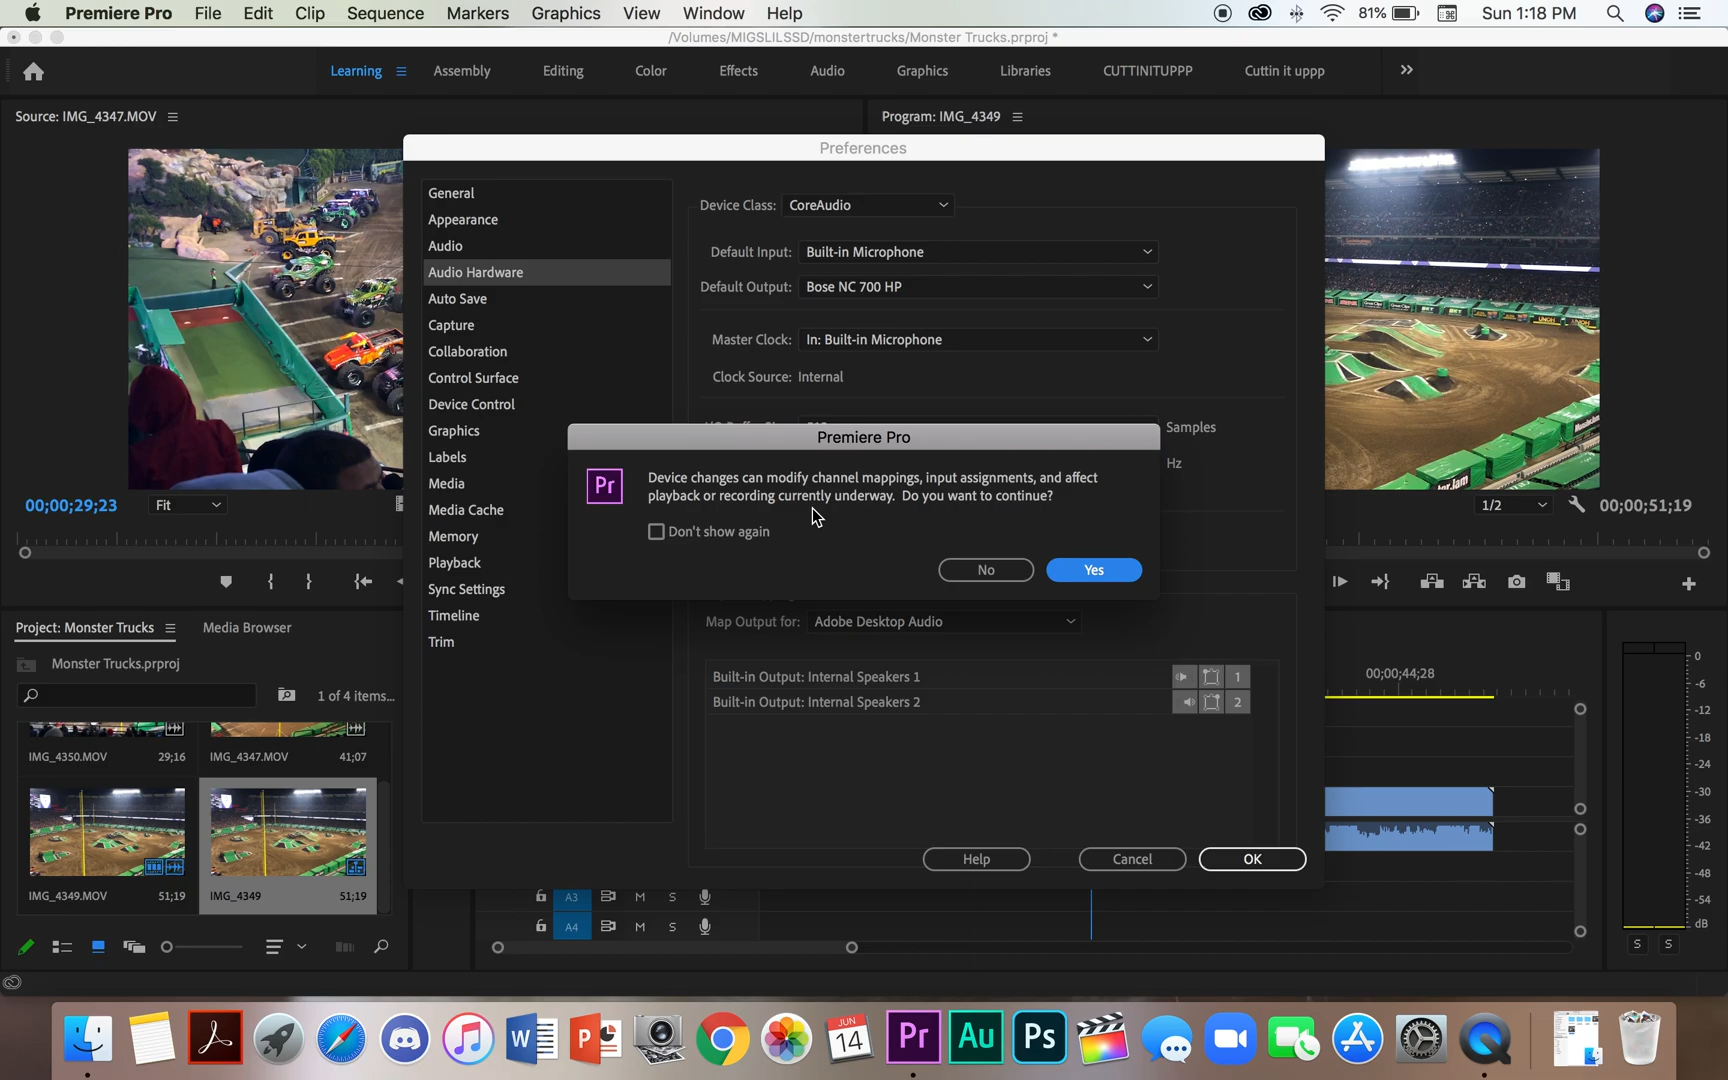 Premiere Pro File Edit Clip Sequence Markers Graphics View Window Help
81% Sun 1:18 PM
/Volumes/MIGSLILSSD/monstertrucks/Monster Trucks.prproj *
Learning Assembly Editing Color Effects Audio Graphics Libraries CUTTINITUPPP Cuttin it uppp
Source: IMG_4347.MOV
Program: IMG_4349
Preferences
General
Appearance
Audio
Audio Hardware
Auto Save
Capture
Collaboration
Control Surface
Device Control
Graphics
Labels
Media
Media Cache
Memory
Playback
Sync Settings
Timeline
Trim
Device Class: CoreAudio
Default Input: Built-in Microphone
Default Output: Bose NC 700 HP
Master Clock: In: Built-in Microphone
Clock Source: Internal
Samples
Hz
Premiere Pro
Pr
Device changes can modify channel mappings, input assignments, and affect
playback or recording currently underway. Do you want to continue?
Don't show again
No Yes
Map Output for: Adobe Desktop Audio
Built-in Output: Internal Speakers 1
1
Built-in Output: Internal Speakers 2
2
Help Cancel OK
00;00;29;23 Fit
1/2 00;00;51;19
Project: Monster Trucks Media Browser
Monster Trucks.prproj
1 of 4 items...
IMG_4350.MOV 29;16
IMG_4347.MOV 41;07
IMG_4349.MOV 51;19
IMG_4349 51;19
00;00;44;28
A3 M S
A4 M S
0
-6
-12
-18
-24
-30
-36
-42
-48
-54
dB
S S
W P JUN 14 Pr Au Ps